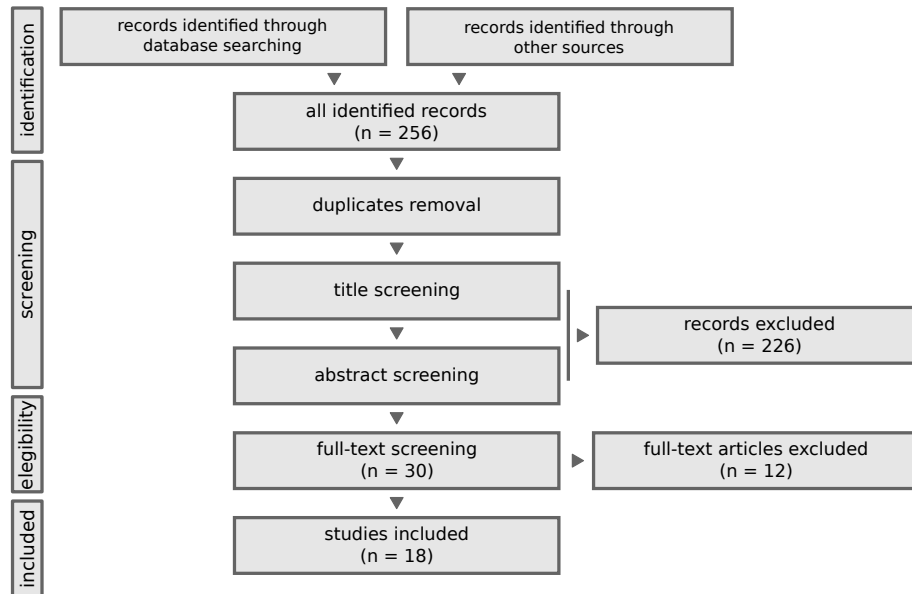 identification
records identified through
database searching
records identified through
other sources
all identified records
(n = 256)
screening
duplicates removal
title screening
records excluded
(n = 226)
abstract screening
elegibility
full-text screening
(n = 30)
full-text articles excluded
(n = 12)
included
studies included
(n = 18)